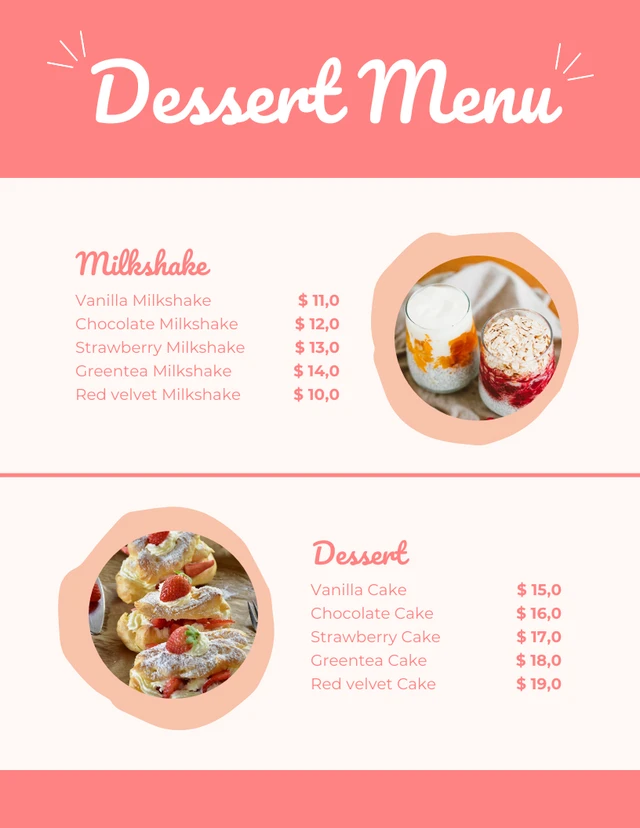 Dessert Menu
Milkshake
Vanilla Milkshake $ 11,0
Chocolate Milkshake $ 12,0
Strawberry Milkshake $ 13,0
Greentea Milkshake $ 14,0
Red velvet Milkshake $ 10,0
Dessert
Vanilla Cake $ 15,0
Chocolate Cake $ 16,0
Strawberry Cake $ 17,0
Greentea Cake $ 18,0
Red velvet Cake $ 19,0